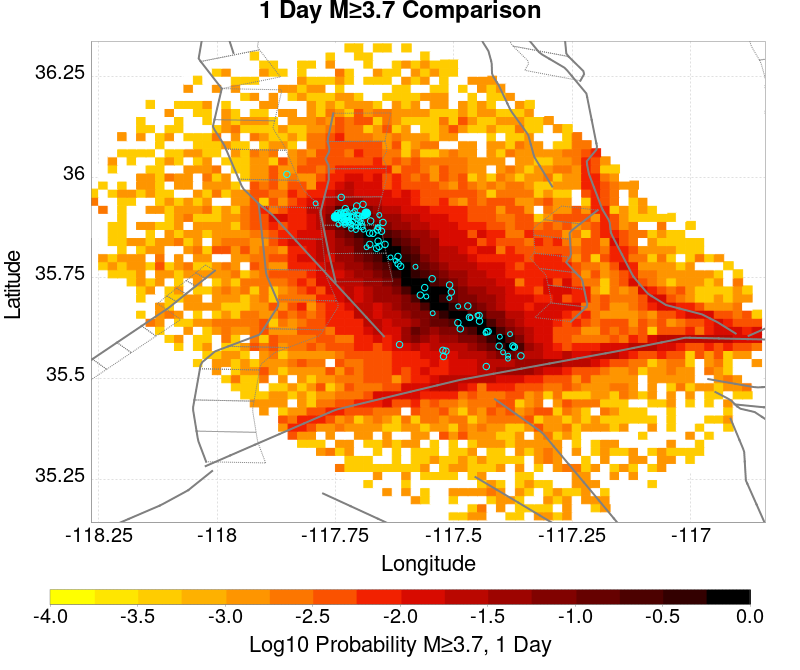 1 Day M≥3.7 Comparison
36.25
36
35.75
35.5
35.25
Latitude
-118.25 -118 -117.75 -117.5 -117.25 -117
Longitude
-4.0 -3.5 -3.0 -2.5 -2.0 -1.5 -1.0 -0.5 0.0
Log10 Probability M≥3.7, 1 Day